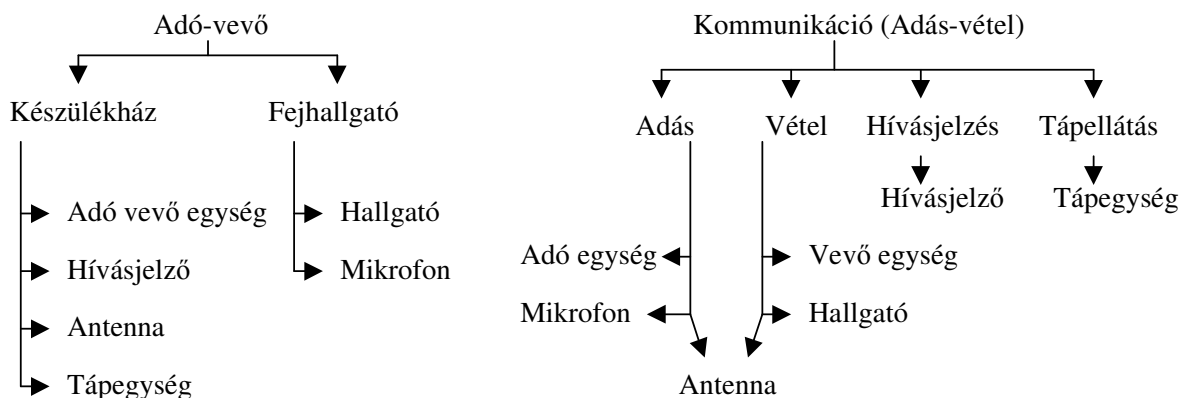 Adó-vevő
Készülékház
Fejhallgató
Adó vevő egység
Hívásjelző
Antenna
Tápegység
Hallgató
Mikrofon
Kommunikáció (Adás-vétel)
Adás
Vétel
Hívásjelzés
Tápellátás
Hívásjelző
Tápegység
Adó egység
Vevő egység
Mikrofon
Hallgató
Antenna